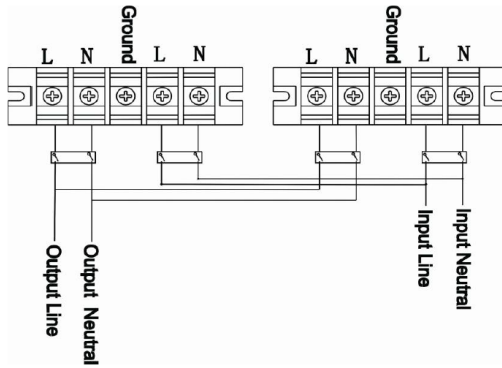 L N Ground L N
L N Ground L N
Output Line
Output Neutral
Input Line
Input Neutral